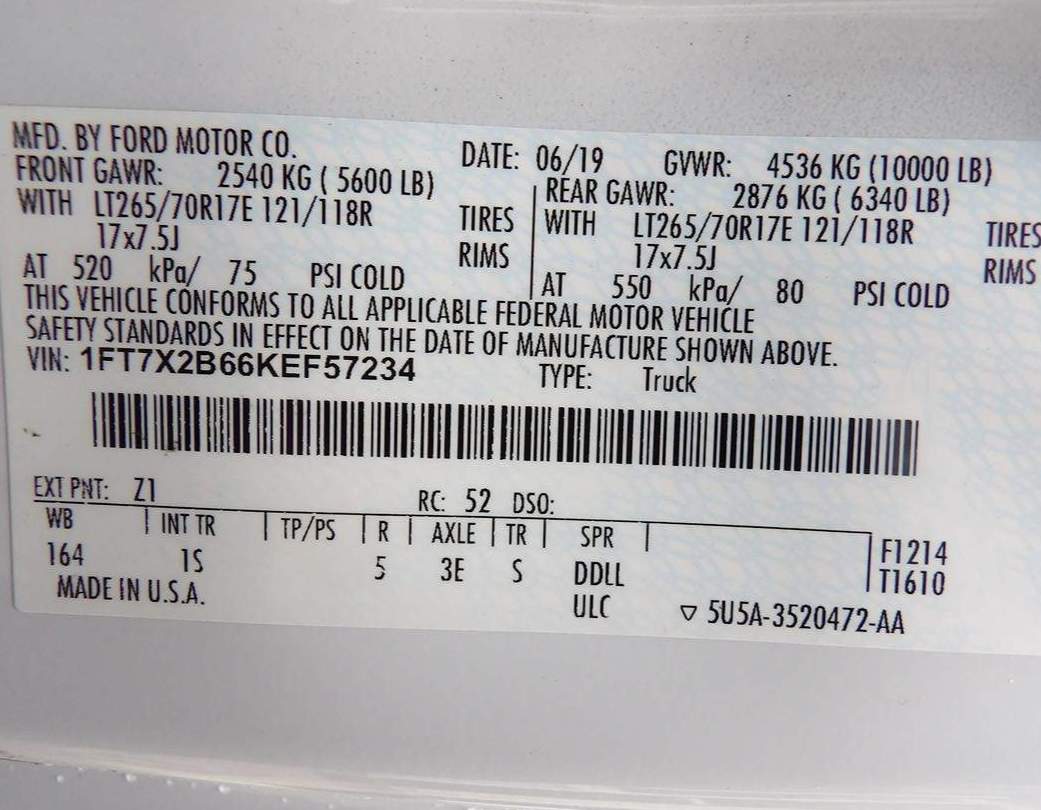 MFD. BY FORD MOTOR CO. DATE: 06/19 GVWR: 4536 KG (10000 LB)
FRONT GAWR: 2540 KG ( 5600 LB) REAR GAWR: 2876 KG ( 6340 LB)
WITH LT265/70R17E 121/118R TIRES WITH LT265/70R17E 121/118R TIRES
17x7.5J RIMS 17x7.5J RIMS
AT 520 kPa/ 75 PSI COLD AT 550 kPa/ 80 PSI COLD
THIS VEHICLE CONFORMS TO ALL APPLICABLE FEDERAL MOTOR VEHICLE
SAFETY STANDARDS IN EFFECT ON THE DATE OF MANUFACTURE SHOWN ABOVE.
VIN: 1FT7X2B66KEF57234 TYPE: Truck
EXT PNT: Z1 RC: 52 DSO:
WB INT TR TP/PS R AXLE TR SPR F1214
164 1S 5 3E S DDLL T1610
MADE IN U.S.A. ULC ▽ 5U5A-3520472-AA